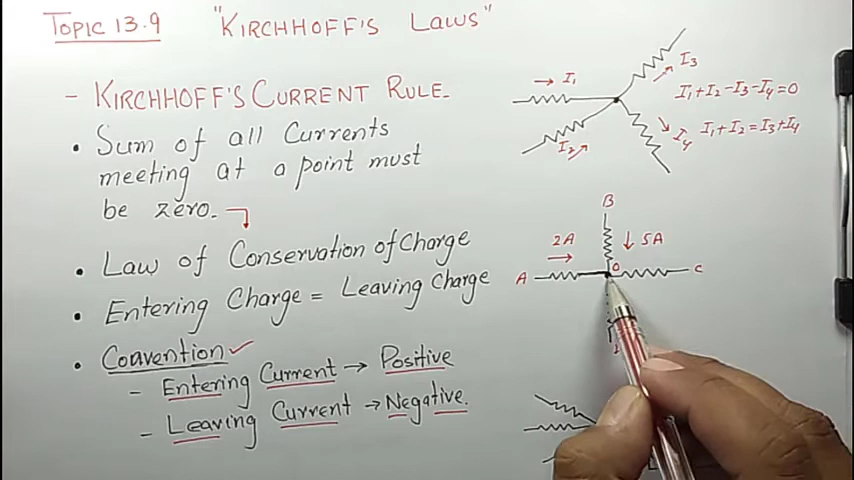 TOPIC 13.9 "KIRCHHOFF'S LAWS"
- KIRCHHOFF'S CURRENT RULE.
• Sum of all Currents
meeting at a point must
be zero.
• Law of Conservation of Charge
• Entering Charge = Leaving Charge
• Coavention ✓
- Entering Current → Positive
- Leaving Current → Negative.
I₁
I₃
I₂
I₄
I₁+I₂-I₃-I₄=0
I₁+I₂=I₃+I₄
B
2A
5A
A
O
C